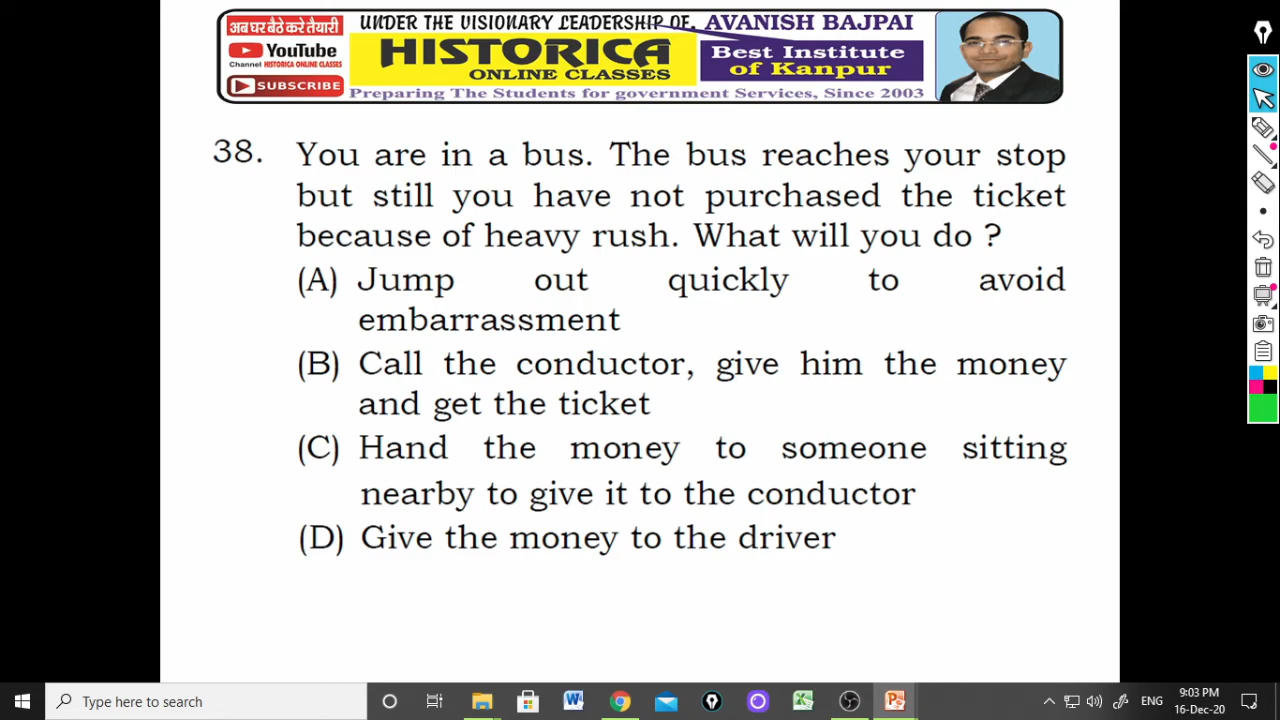 अब घर बैठे करे तैयारी
YouTube
Channel HISTORICA ONLINE CLASSES
SUBSCRIBE
UNDER THE VISIONARY LEADERSHIP OF. AVANISH BAJPAI
HISTORICA
ONLINE CLASSES
Best Institute
of Kanpur
Preparing The Students for government Services, Since 2003
38. You are in a bus. The bus reaches your stop
but still you have not purchased the ticket
because of heavy rush. What will you do ?
(A) Jump out quickly to avoid
embarrassment
(B) Call the conductor, give him the money
and get the ticket
(C) Hand the money to someone sitting
nearby to give it to the conductor
(D) Give the money to the driver
Type here to search
ENG
9:03 PM
16-Dec-20